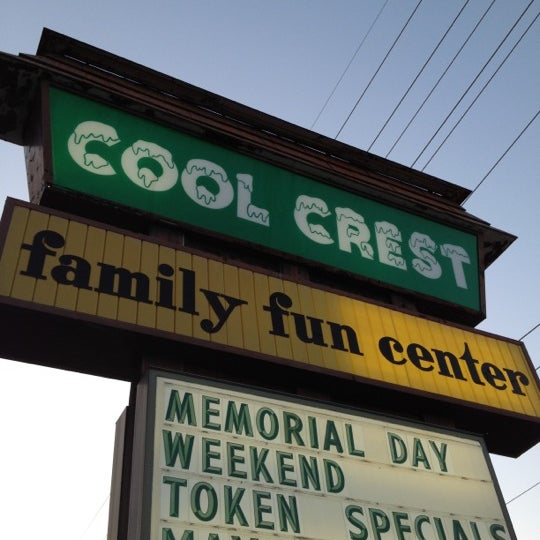 COOL CREST
family fun center
MEMORIAL DAY
WEEKEND
TOKEN SPECIALS